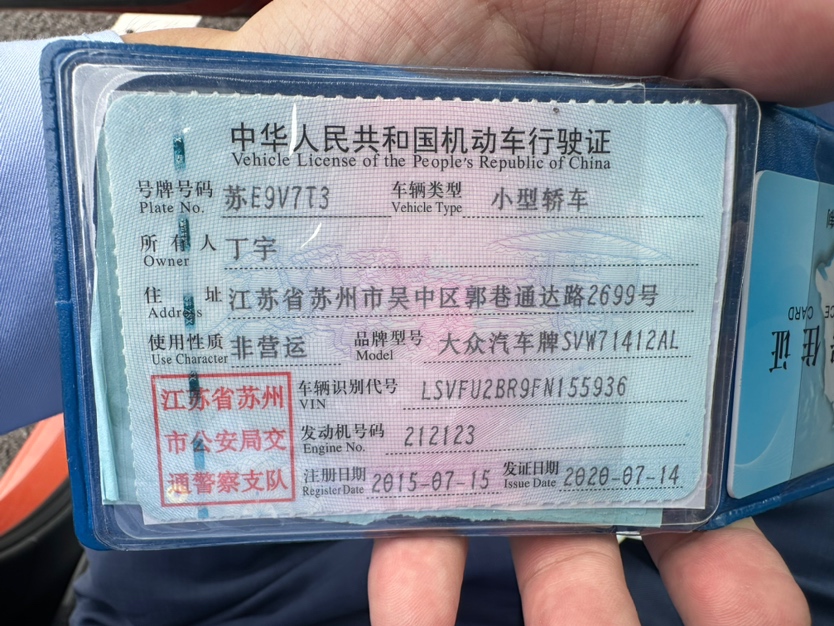 中华人民共和国机动车行驶证
Vehicle License of the People's Republic of China
号牌号码 苏E9V7T3 车辆类型 小型轿车
Plate No. Vehicle Type
所有人 丁宇
Owner
住址 江苏省苏州市吴中区郭巷通达路2699号
Address
使用性质 非营运 品牌型号 大众汽车牌SVW71412AL
Use Character Model
江苏省苏州
市公安局交
通警察支队
车辆识别代号 LSVFU2BR9FN155936
VIN
发动机号码 212123
Engine No.
注册日期 2015-07-15 发证日期 2020-07-14
Register Date Issue Date
住证
CE CARD